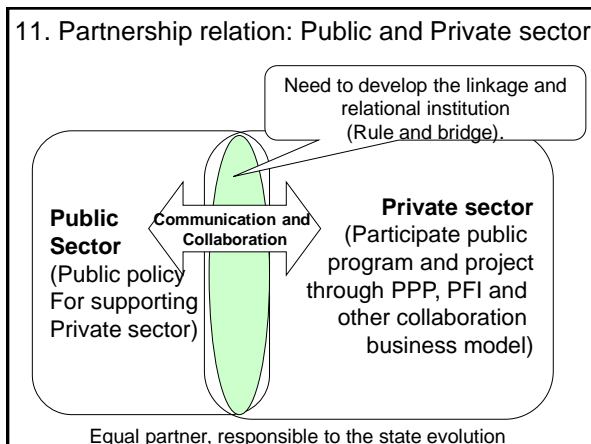 11. Partnership relation: Public and Private sector
Need to develop the linkage and
relational institution
(Rule and bridge).
Public
Sector
(Public policy
For supporting
Private sector)
Communication and
Collaboration
Private sector
(Participate public
program and project
through PPP, PFI and
other collaboration
business model)
Equal partner, responsible to the state evolution